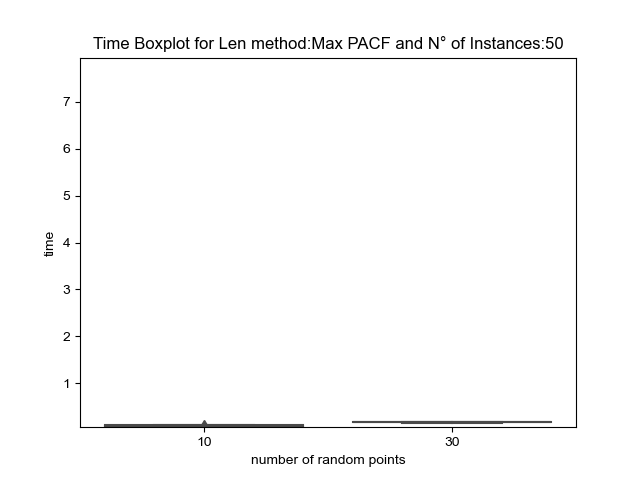 Time Boxplot for Len method:Max PACF and N° of Instances:50
7
6
5
4
3
2
1
time
10 30
number of random points